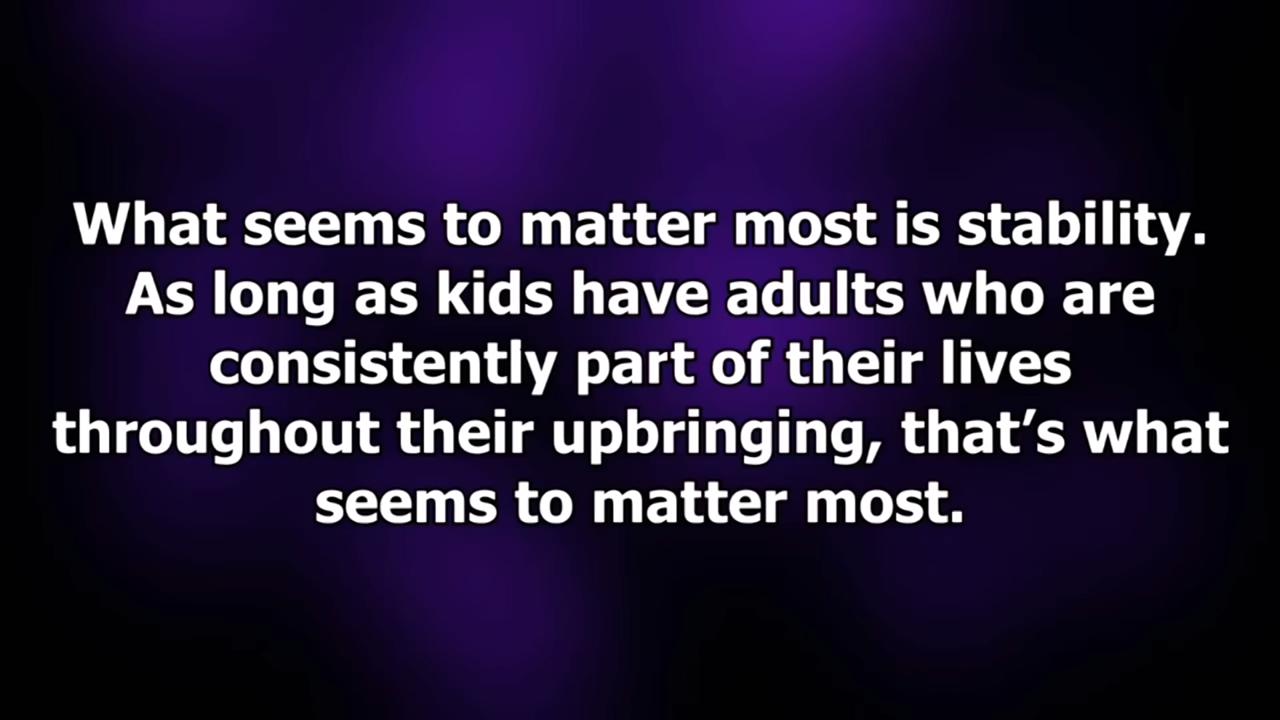 What seems to matter most is stability.
As long as kids have adults who are
consistently part of their lives
throughout their upbringing, that’s what
seems to matter most.